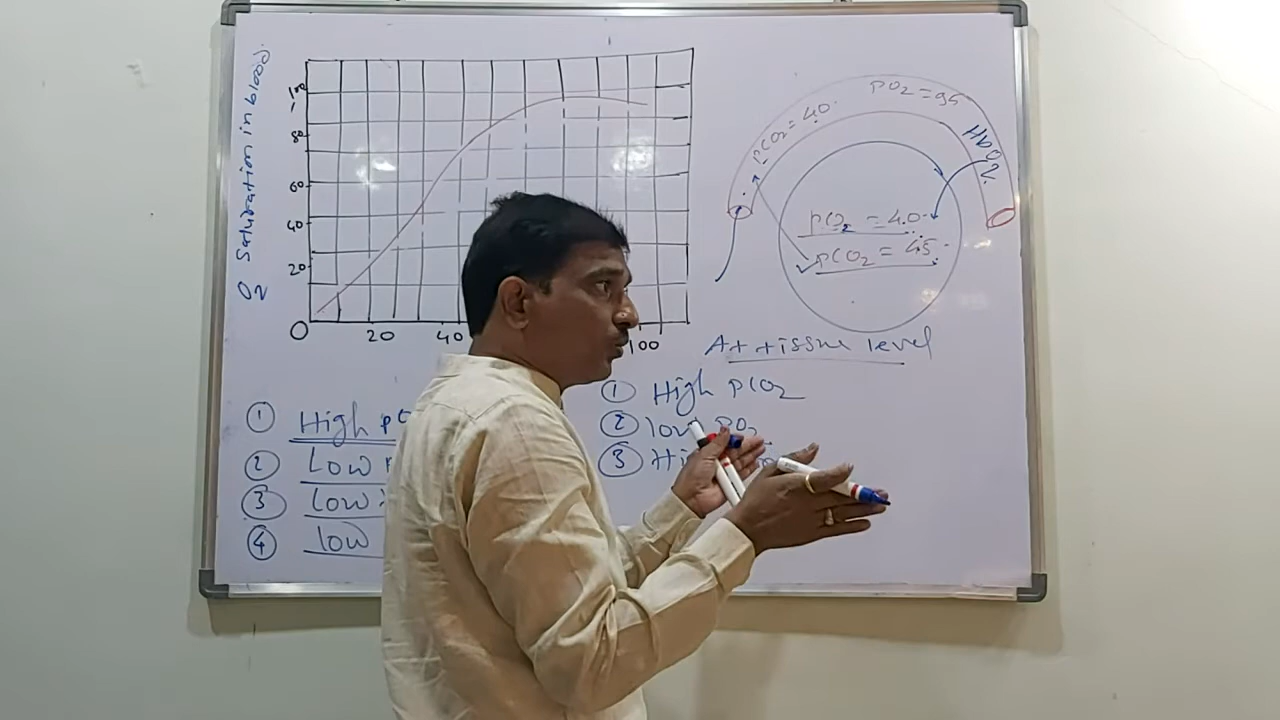 O2 Saturation in blood.
100
80
60
40
20
0
20
40
100
pCO2 = 40.
PO2 = 95
HbO2.
pO2 = 40.
✓pCO2 = 45.
At tissue level
① High
② Low
③ Low
④ low
① High pCO2
② low PO2
③